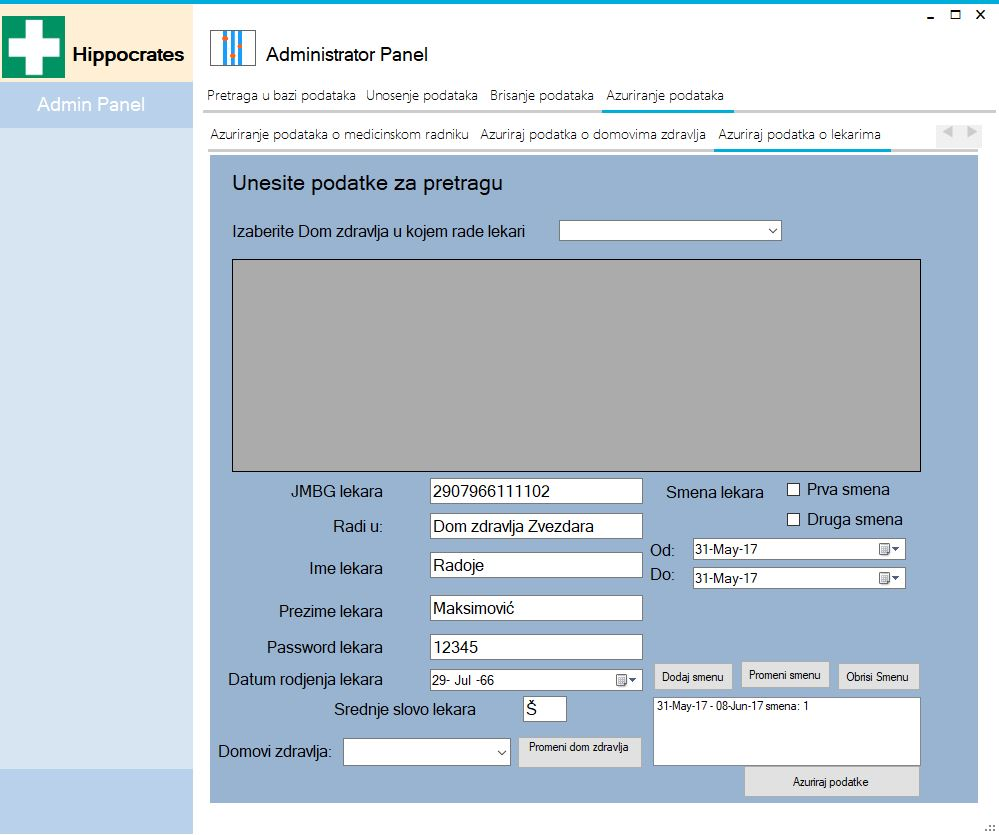 Hippocrates
Administrator Panel
Admin Panel
Pretraga u bazi podataka Unosenje podataka Brisanje podataka Azuriranje podataka
Azuriranje podataka o medicinskom radniku Azuriraj podatka o domovima zdravlja Azuriraj podatka o lekarima
Unesite podatke za pretragu
Izaberite Dom zdravlja u kojem rade lekari
JMBG lekara 2907966111102 Smena lekara Prva smena
Radi u: Dom zdravlja Zvezdara Druga smena
Od: 31-May-17
Ime lekara Radoje
Do: 31-May-17
Prezime lekara Maksimović
Password lekara 12345
Datum rodjenja lekara 29- Jul -66 Dodaj smenu Promeni smenu Obrisi Smenu
Srednje slovo lekara Š 31-May-17 - 08-Jun-17 smena: 1
Domovi zdravlja: Promeni dom zdravlja
Azuriraj podatke